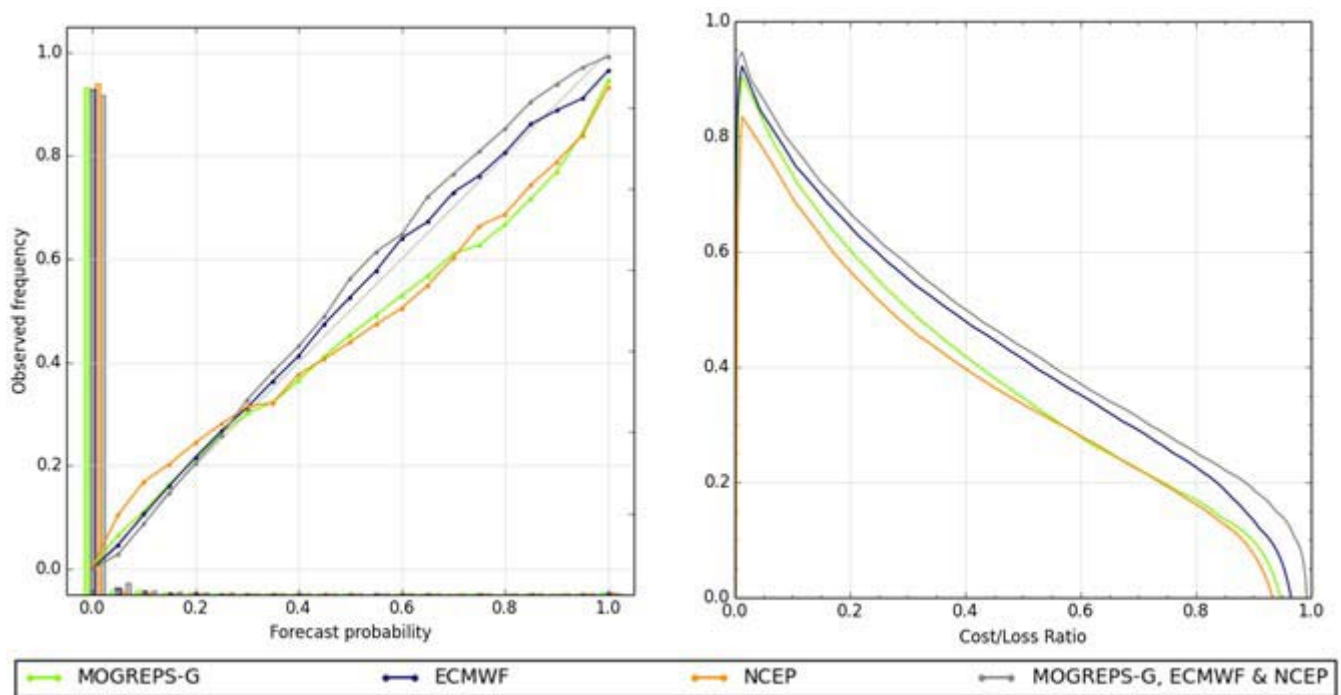 1.0
0.8
0.6
0.4
0.2
0.0
Observed frequency
0.0 0.2 0.4 0.6 0.8 1.0
Forecast probability
1.0
0.8
0.6
0.4
0.2
0.0
0.0 0.2 0.4 0.6 0.8 1.0
Cost/Loss Ratio
MOGREPS-G ECMWF NCEP MOGREPS-G, ECMWF & NCEP